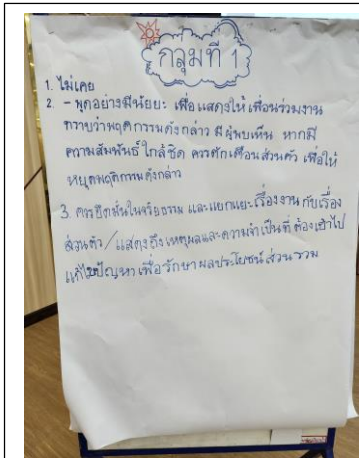 กลุ่มที่ 1
1. ไม่เคย
2. - พูดอย่างมีนัยยะ เพื่อแสดงให้เพื่อนร่วมงาน
ทราบว่าพฤติกรรมดังกล่าว มีผู้พบเห็น หากมี
ความสัมพันธ์ใกล้ชิด ควรตักเตือนส่วนตัว เพื่อให้
หยุดพฤติกรรมดังกล่าว
3. ควรยึดมั่นในจริยธรรม และแยกแยะเรื่องงานกับเรื่อง
ส่วนตัว/แสดงถึงเหตุผลและความจำเป็นที่ต้องเข้าไป
แก้ไขปัญหาเพื่อรักษาผลประโยชน์ส่วนรวม